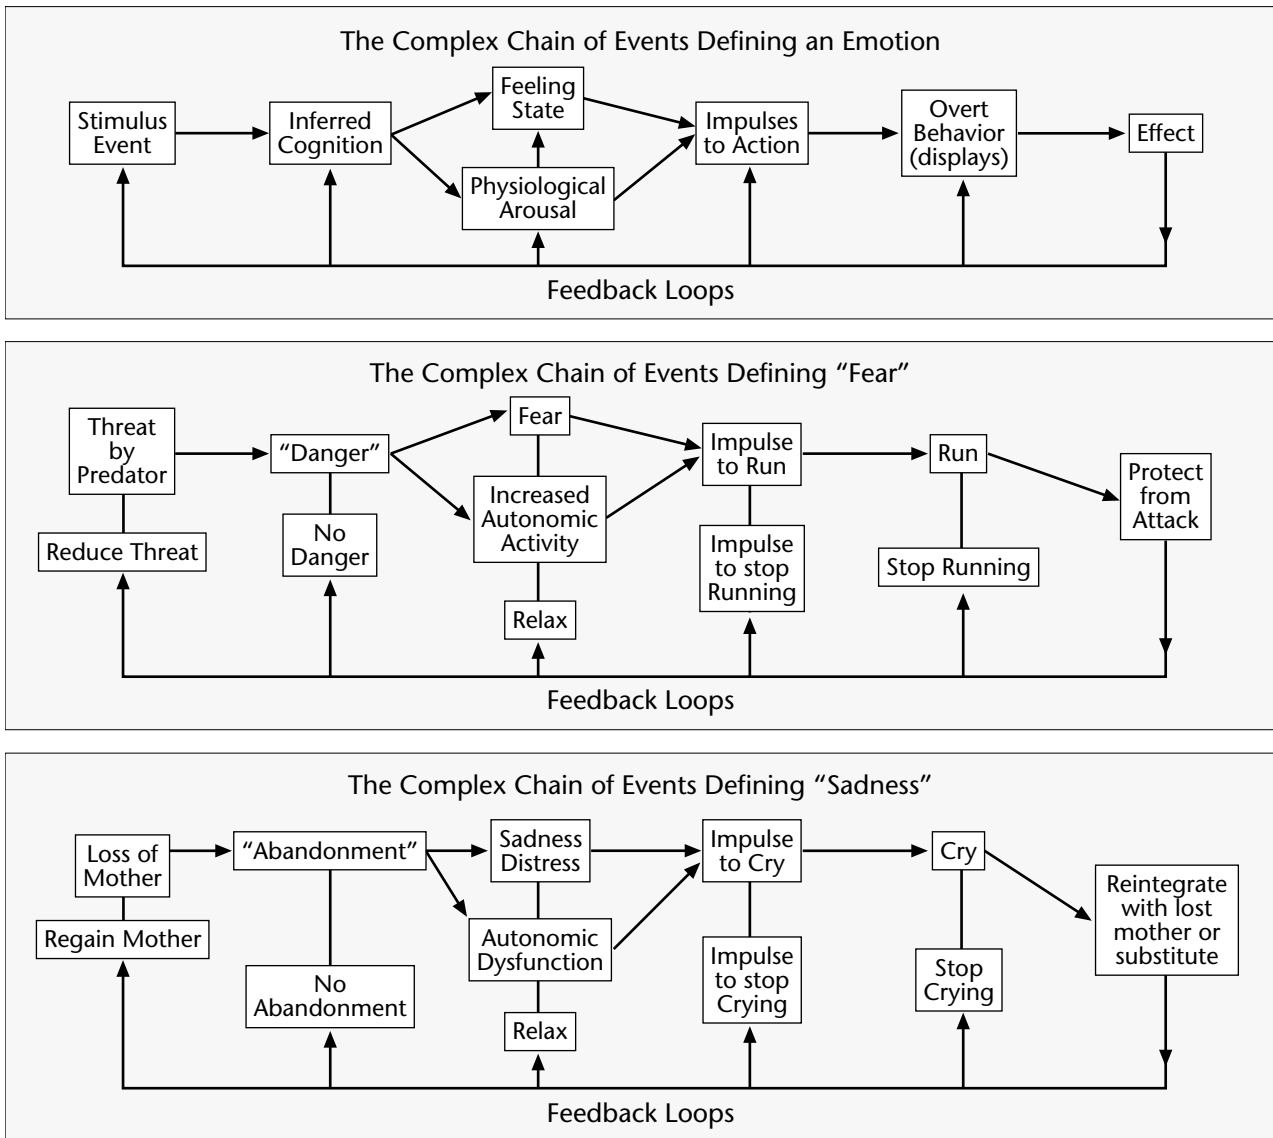 The Complex Chain of Events Defining an Emotion
Stimulus
Event
Inferred
Cognition
Feeling
State
Physiological
Arousal
Impulses
to Action
Overt
Behavior
(displays)
Effect
Feedback Loops
The Complex Chain of Events Defining “Fear”
Threat
by
Predator
Reduce Threat
“Danger”
No
Danger
Fear
Increased
Autonomic
Activity
Relax
Impulse
to Run
Impulse
to stop
Running
Run
Stop Running
Protect
from
Attack
Feedback Loops
The Complex Chain of Events Defining “Sadness”
Loss of
Mother
Regain Mother
“Abandonment”
No
Abandonment
Sadness
Distress
Autonomic
Dysfunction
Relax
Impulse
to Cry
Impulse
to stop
Crying
Cry
Stop
Crying
Reintegrate
with lost
mother or
substitute
Feedback Loops